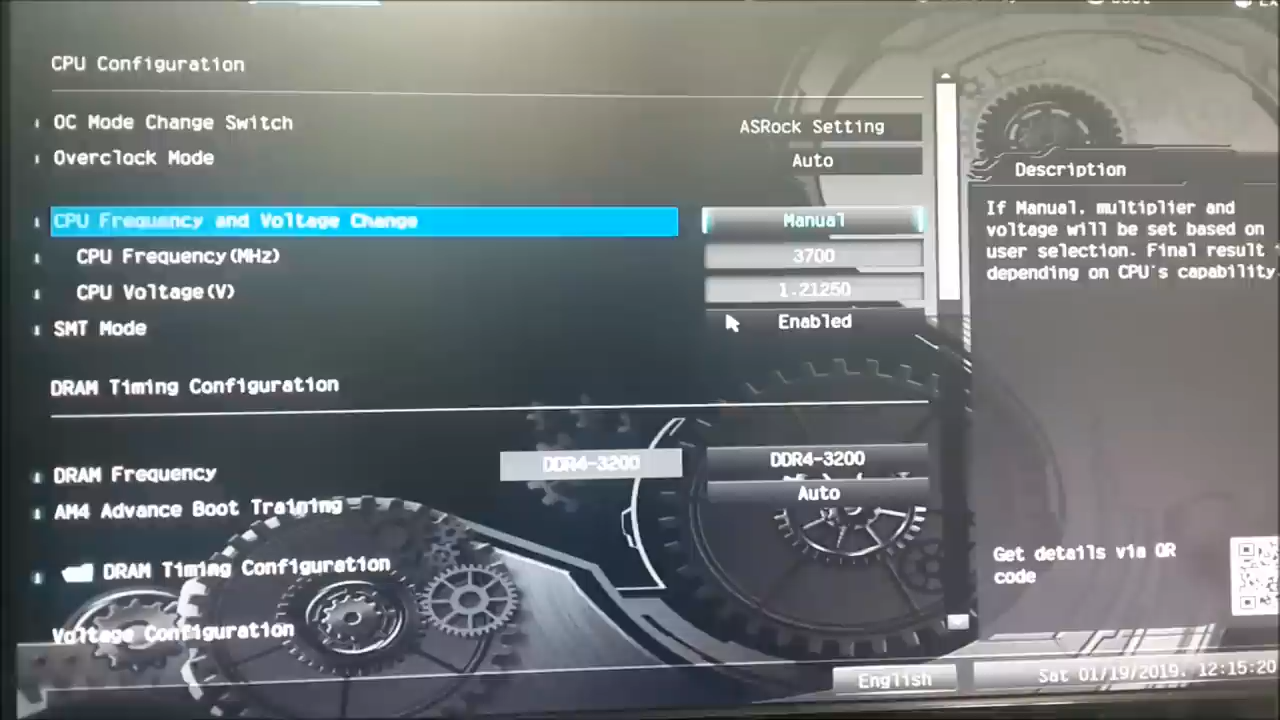 CPU Configuration
OC Mode Change Switch
ASRock Setting
Overclock Mode
Auto
CPU Frequency and Voltage Change
Manual
CPU Frequency(MHz)
3700
CPU Voltage(V)
1.21250
SMT Mode
Enabled
DRAM Timing Configuration
DRAM Frequency
DDR4-3200
DDR4-3200
AM4 Advance Boot Training
Auto
DRAM Timing Configuration
Voltage Configuration
Description
If Manual, multiplier and
voltage will be set based on
user selection. Final result
depending on CPU's capability.
Get details via QR
code
English
Sat 01/19/2019. 12:15:20